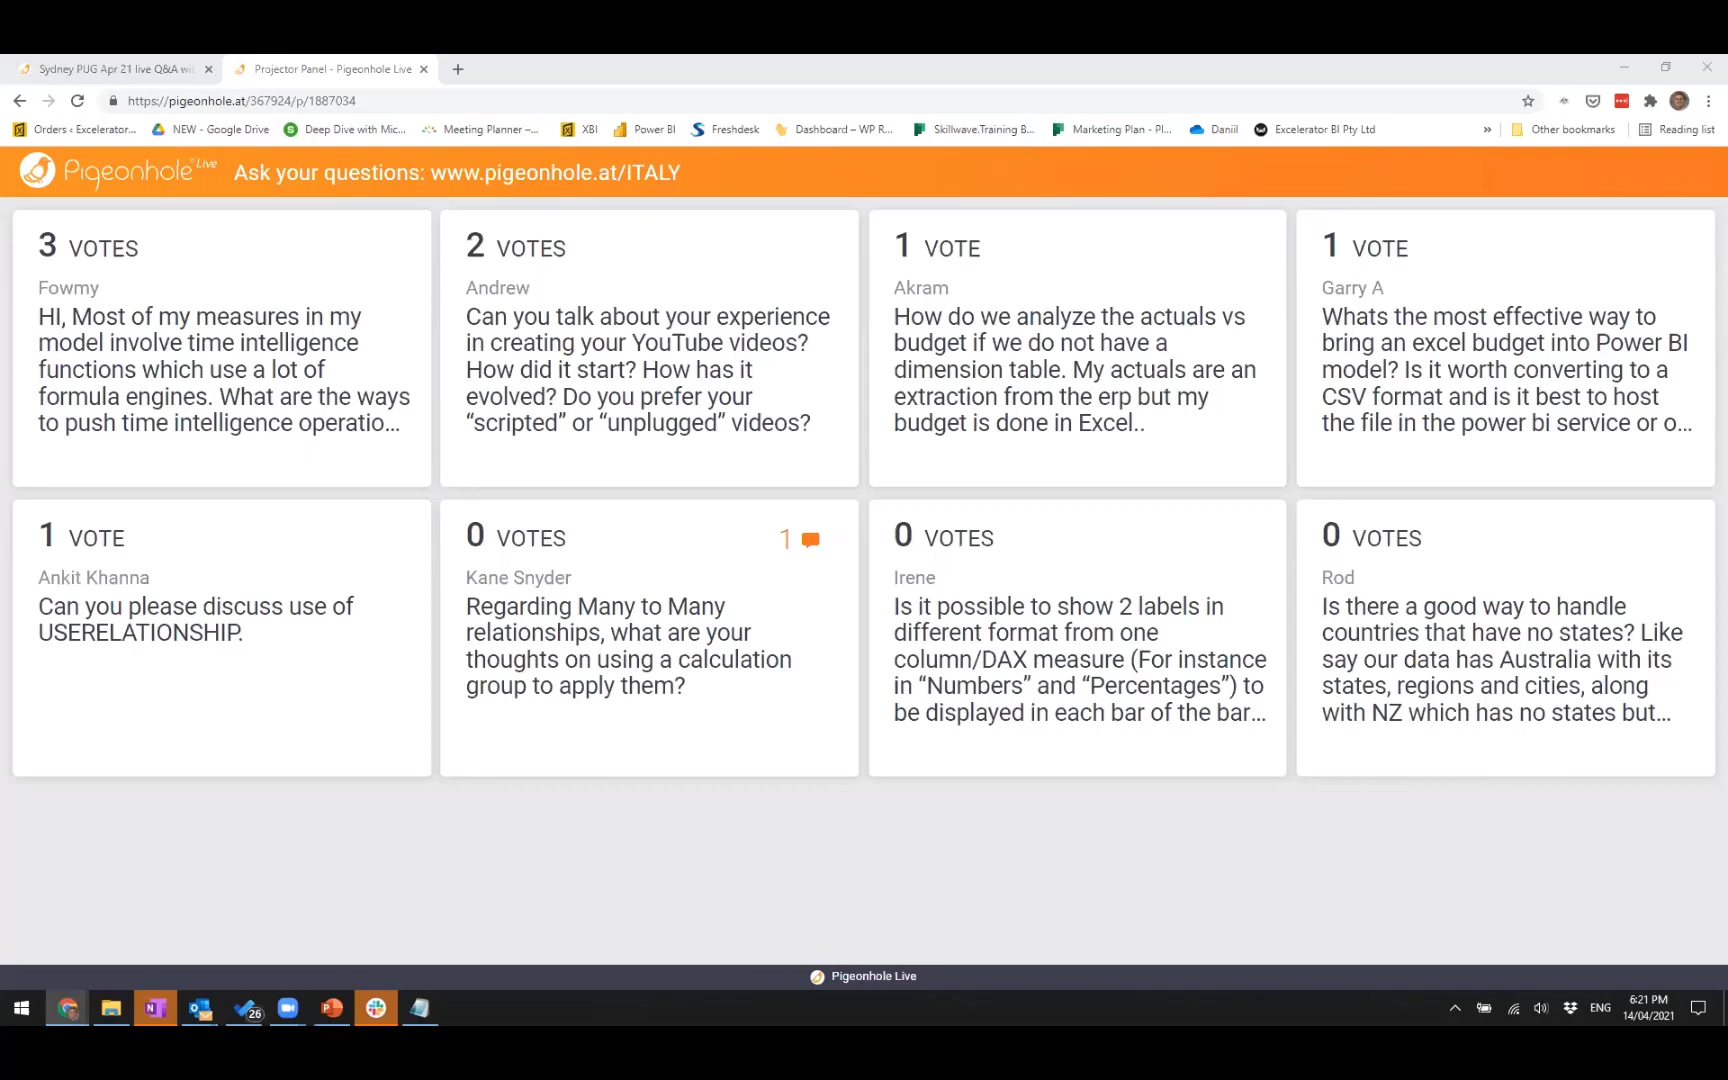 Sydney PUG Apr 21 live Q&A wit
Projector Panel - Pigeonhole Live
https://pigeonhole.at/367924/p/1887034
Orders ‹ Excelerator...
NEW - Google Drive
Deep Dive with Mic...
Meeting Planner –...
XBI
Power BI
Freshdesk
Dashboard – WP R...
Skillwave.Training B...
Marketing Plan - Pl...
Daniil
Excelerator BI Pty Ltd
»
Other bookmarks
Reading list
Pigeonhole Live
Ask your questions: www.pigeonhole.at/ITALY
3 VOTES
Fowmy
HI, Most of my measures in my
model involve time intelligence
functions which use a lot of
formula engines. What are the ways
to push time intelligence operatio...
2 VOTES
Andrew
Can you talk about your experience
in creating your YouTube videos?
How did it start? How has it
evolved? Do you prefer your
“scripted” or “unplugged” videos?
1 VOTE
Akram
How do we analyze the actuals vs
budget if we do not have a
dimension table. My actuals are an
extraction from the erp but my
budget is done in Excel..
1 VOTE
Garry A
Whats the most effective way to
bring an excel budget into Power BI
model? Is it worth converting to a
CSV format and is it best to host
the file in the power bi service or o...
1 VOTE
Ankit Khanna
Can you please discuss use of
USERELATIONSHIP.
0 VOTES
1
Kane Snyder
Regarding Many to Many
relationships, what are your
thoughts on using a calculation
group to apply them?
0 VOTES
Irene
Is it possible to show 2 labels in
different format from one
column/DAX measure (For instance
in “Numbers” and “Percentages”) to
be displayed in each bar of the bar...
0 VOTES
Rod
Is there a good way to handle
countries that have no states? Like
say our data has Australia with its
states, regions and cities, along
with NZ which has no states but...
Pigeonhole Live
26
ENG
6:21 PM
14/04/2021